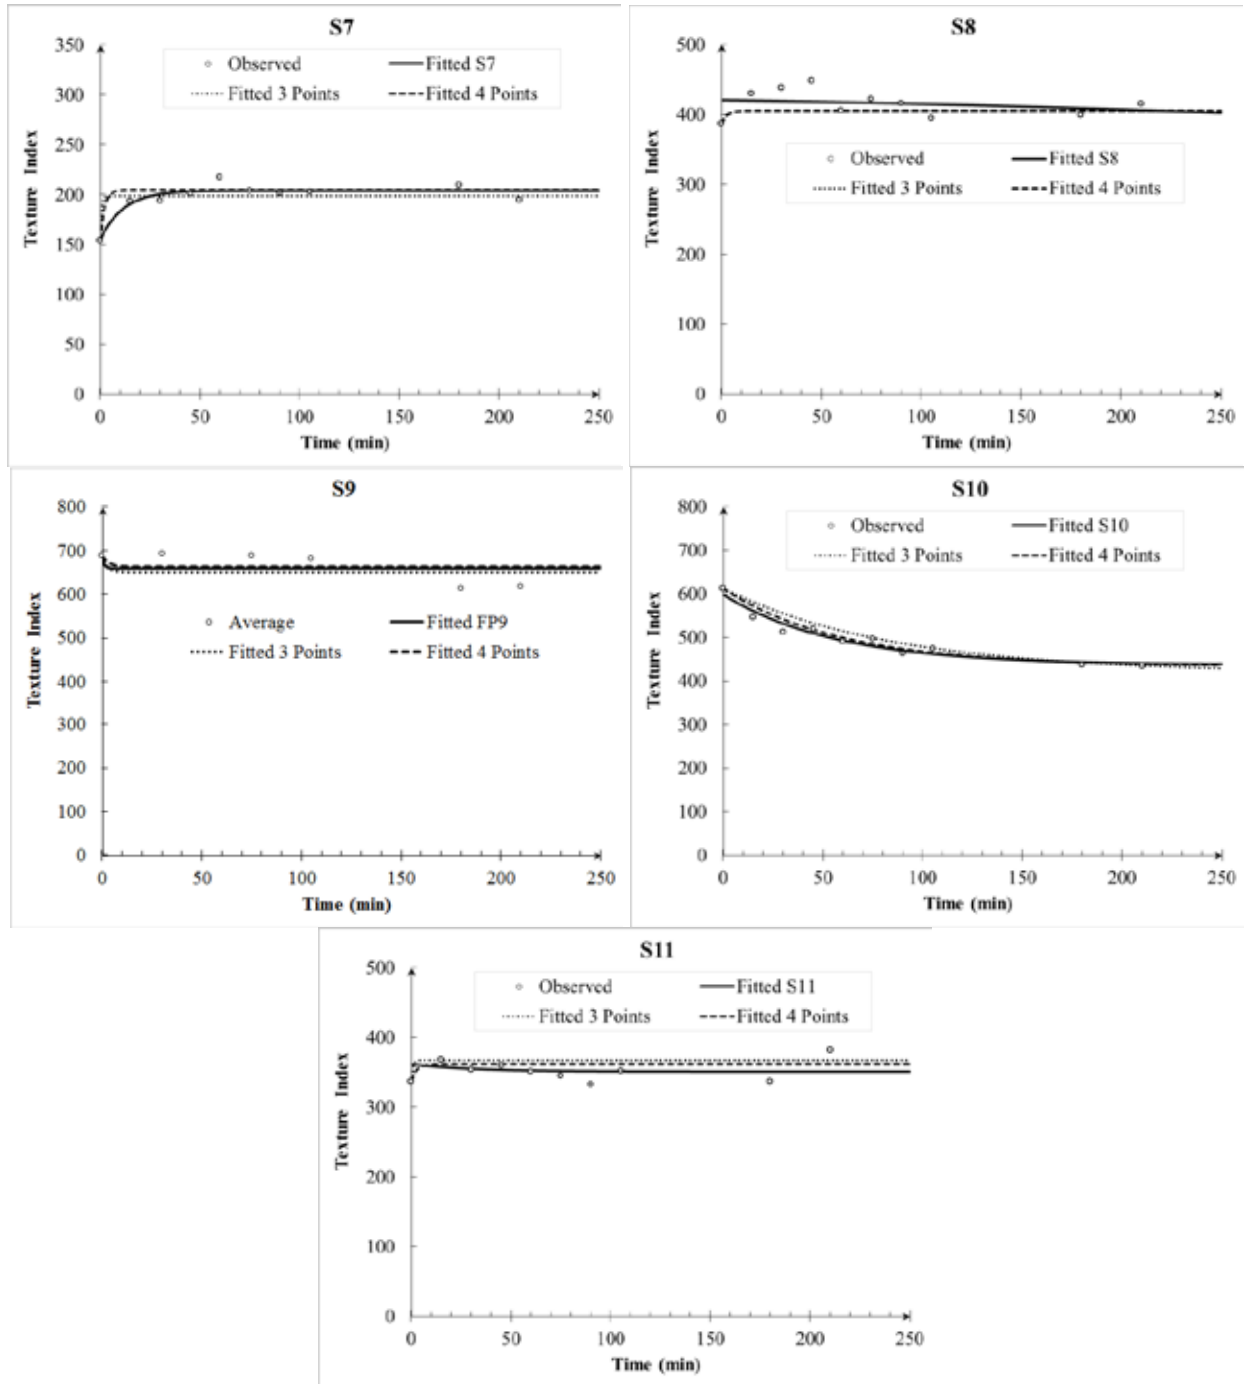 S7
350
300
250
200
150
100
50
0
Texture Index
Observed Fitted S7
Fitted 3 Points Fitted 4 Points
0 50 100 150 200 250
Time (min)
S8
500
400
300
200
100
0
Texture Index
Observed Fitted S8
Fitted 3 Points Fitted 4 Points
0 50 100 150 200 250
Time (min)
S9
800
700
600
500
400
300
200
100
0
Texture Index
Average Fitted FP9
Fitted 3 Points Fitted 4 Points
0 50 100 150 200 250
Time (min)
S10
800
700
600
500
400
300
200
100
0
Texture Index
Observed Fitted S10
Fitted 3 Points Fitted 4 Points
0 50 100 150 200 250
Time (min)
S11
500
400
300
200
100
0
Texture Index
Observed Fitted S11
Fitted 3 Points Fitted 4 Points
0 50 100 150 200 250
Time (min)